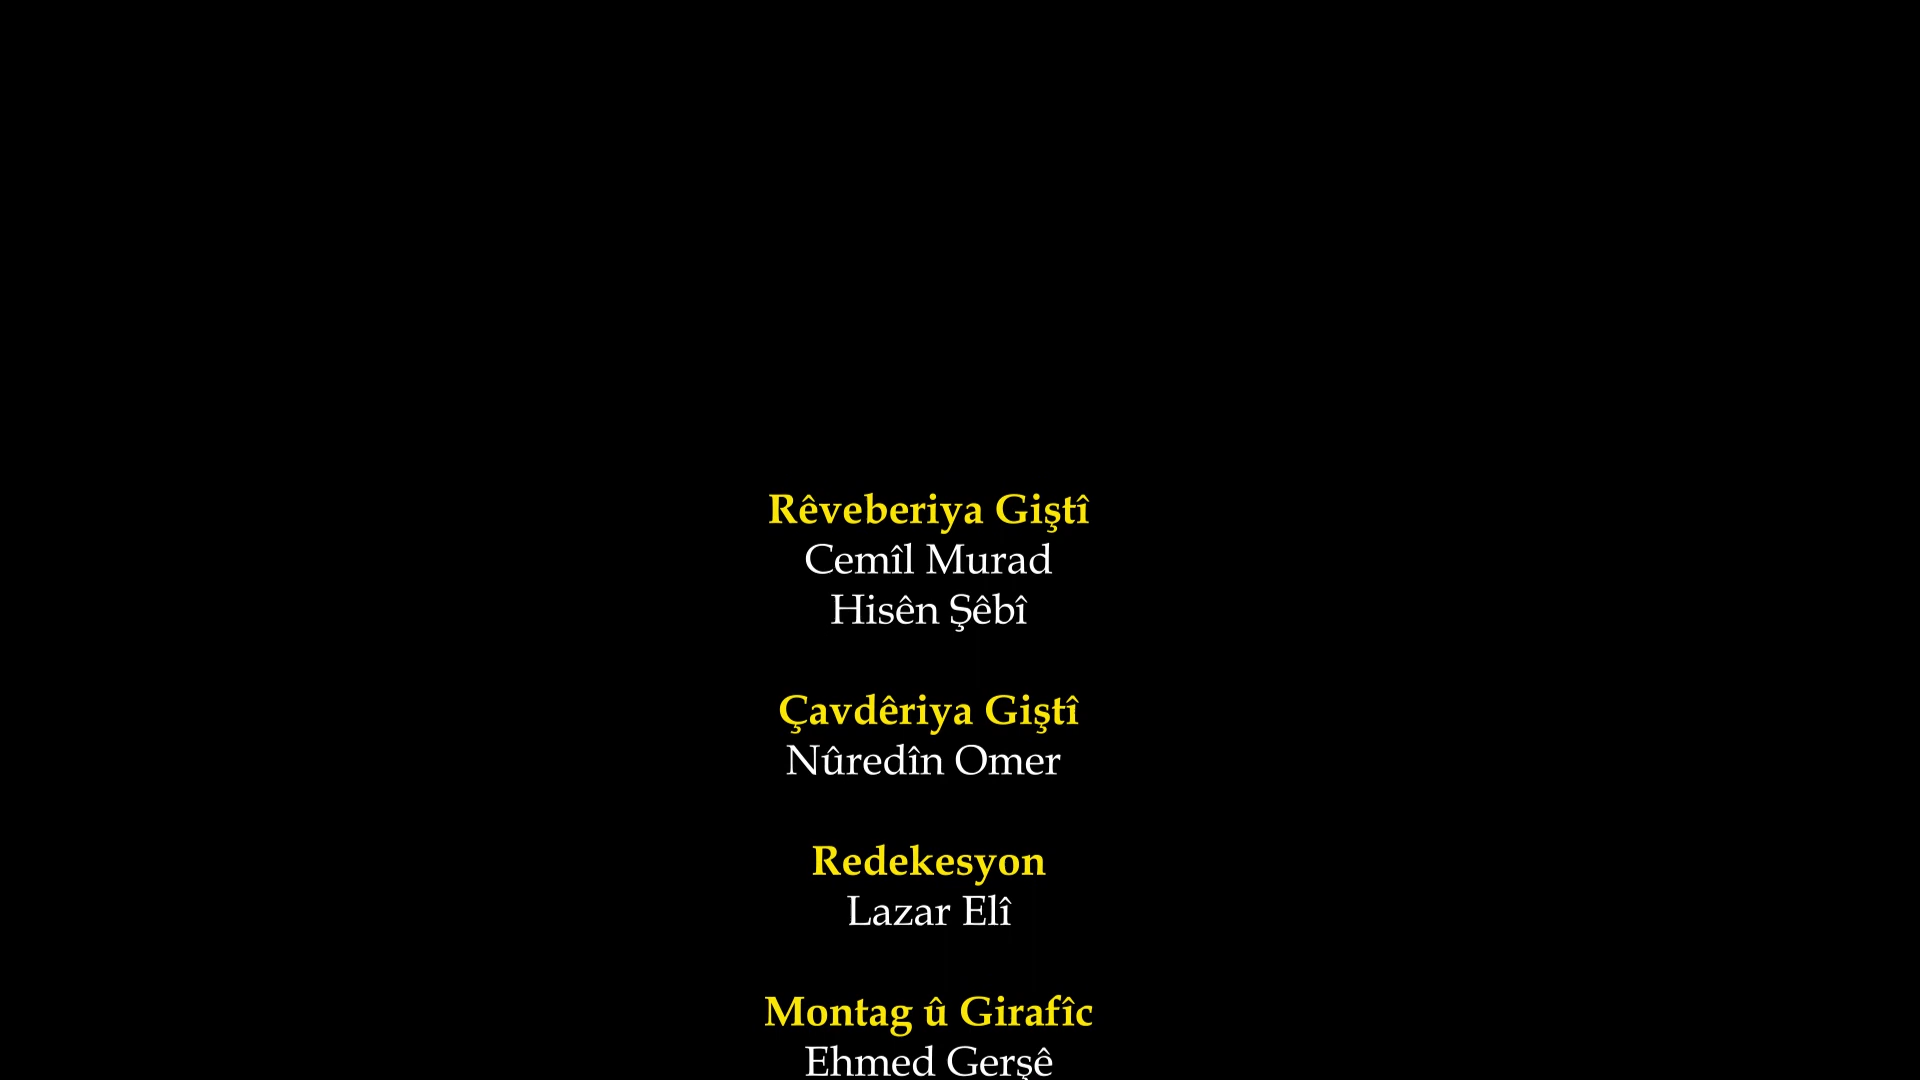 Rêveberiya Giştî
Cemîl Murad
Hisên Şêbî
Çavdêriya Giştî
Nûredîn Omer
Redekesyon
Lazar Elî
Montag û Girafîc
Ehmed Gerşê